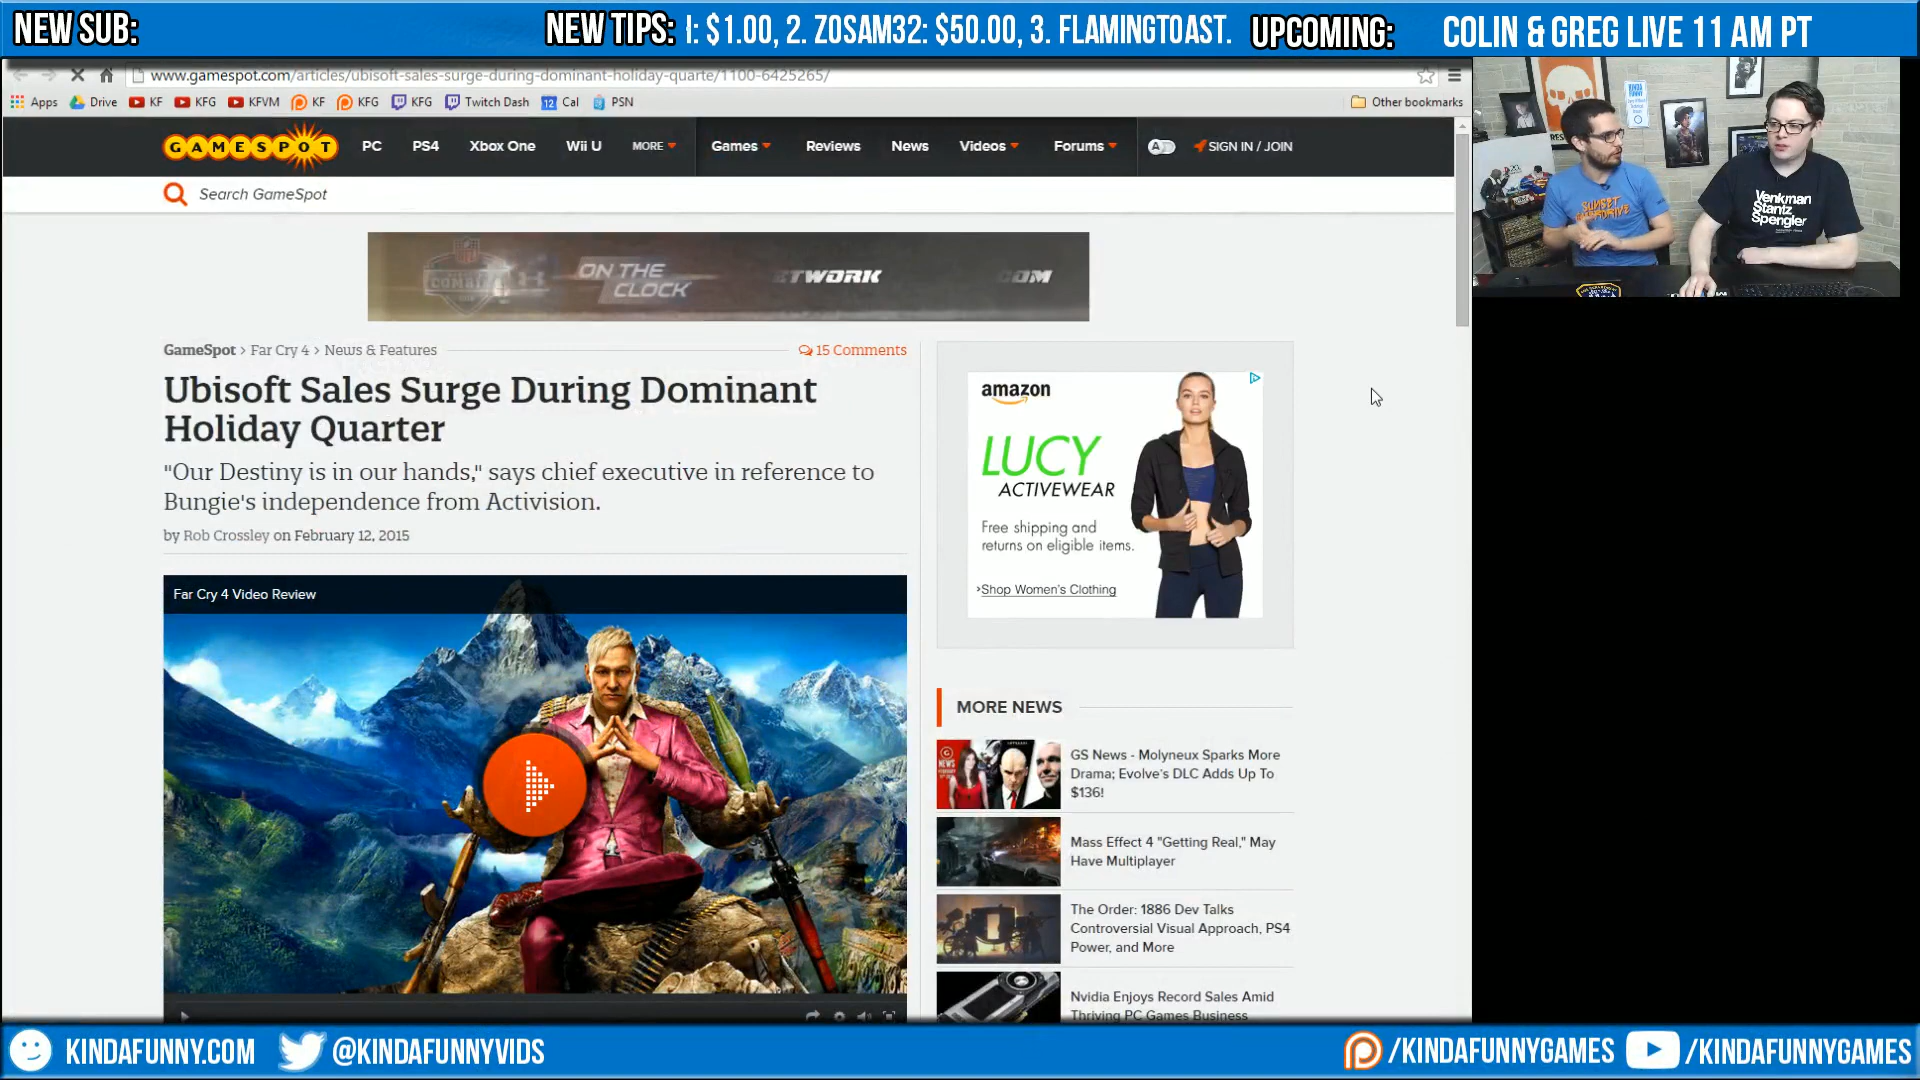 NEW SUB:
NEW TIPS: : $1.00, 2. Z0SAM32: $50.00, 3. FLAMINGTOAST.
UPCOMING: COLIN & GREG LIVE 11 AM PT
www.gamespot.com/articles/ubisoft-sales-surge-during-dominant-holiday-quarte/1100-6425265/
Apps Drive KF KFG KFVM KF KFG KFG Twitch Dash 12 Cal PSN Other bookmarks
GAMESPOT PC PS4 Xbox One Wii U MORE Games Reviews News Videos Forums A SIGN IN / JOIN
Search GameSpot
NFL COMBINE ON THE CLOCK ETWORK COM
GameSpot > Far Cry 4 > News & Features
15 Comments
Ubisoft Sales Surge During Dominant
Holiday Quarter
"Our Destiny is in our hands," says chief executive in reference to
Bungie's independence from Activision.
by Rob Crossley on February 12, 2015
Far Cry 4 Video Review
amazon
LUCY
ACTIVEWEAR
Free shipping and
returns on eligible items.
›Shop Women's Clothing
MORE NEWS
NEWS
GS News - Molyneux Sparks More
Drama; Evolve's DLC Adds Up To
$136!
Mass Effect 4 "Getting Real," May
Have Multiplayer
The Order: 1886 Dev Talks
Controversial Visual Approach, PS4
Power, and More
Nvidia Enjoys Record Sales Amid
Thriving PC Games Business
SUNSET
OVERDRIVE
Venkman
Stantz
Spengler
KINDAFUNNY.COM
@KINDAFUNNYVIDS
/KINDAFUNNYGAMES
/KINDAFUNNYGAMES